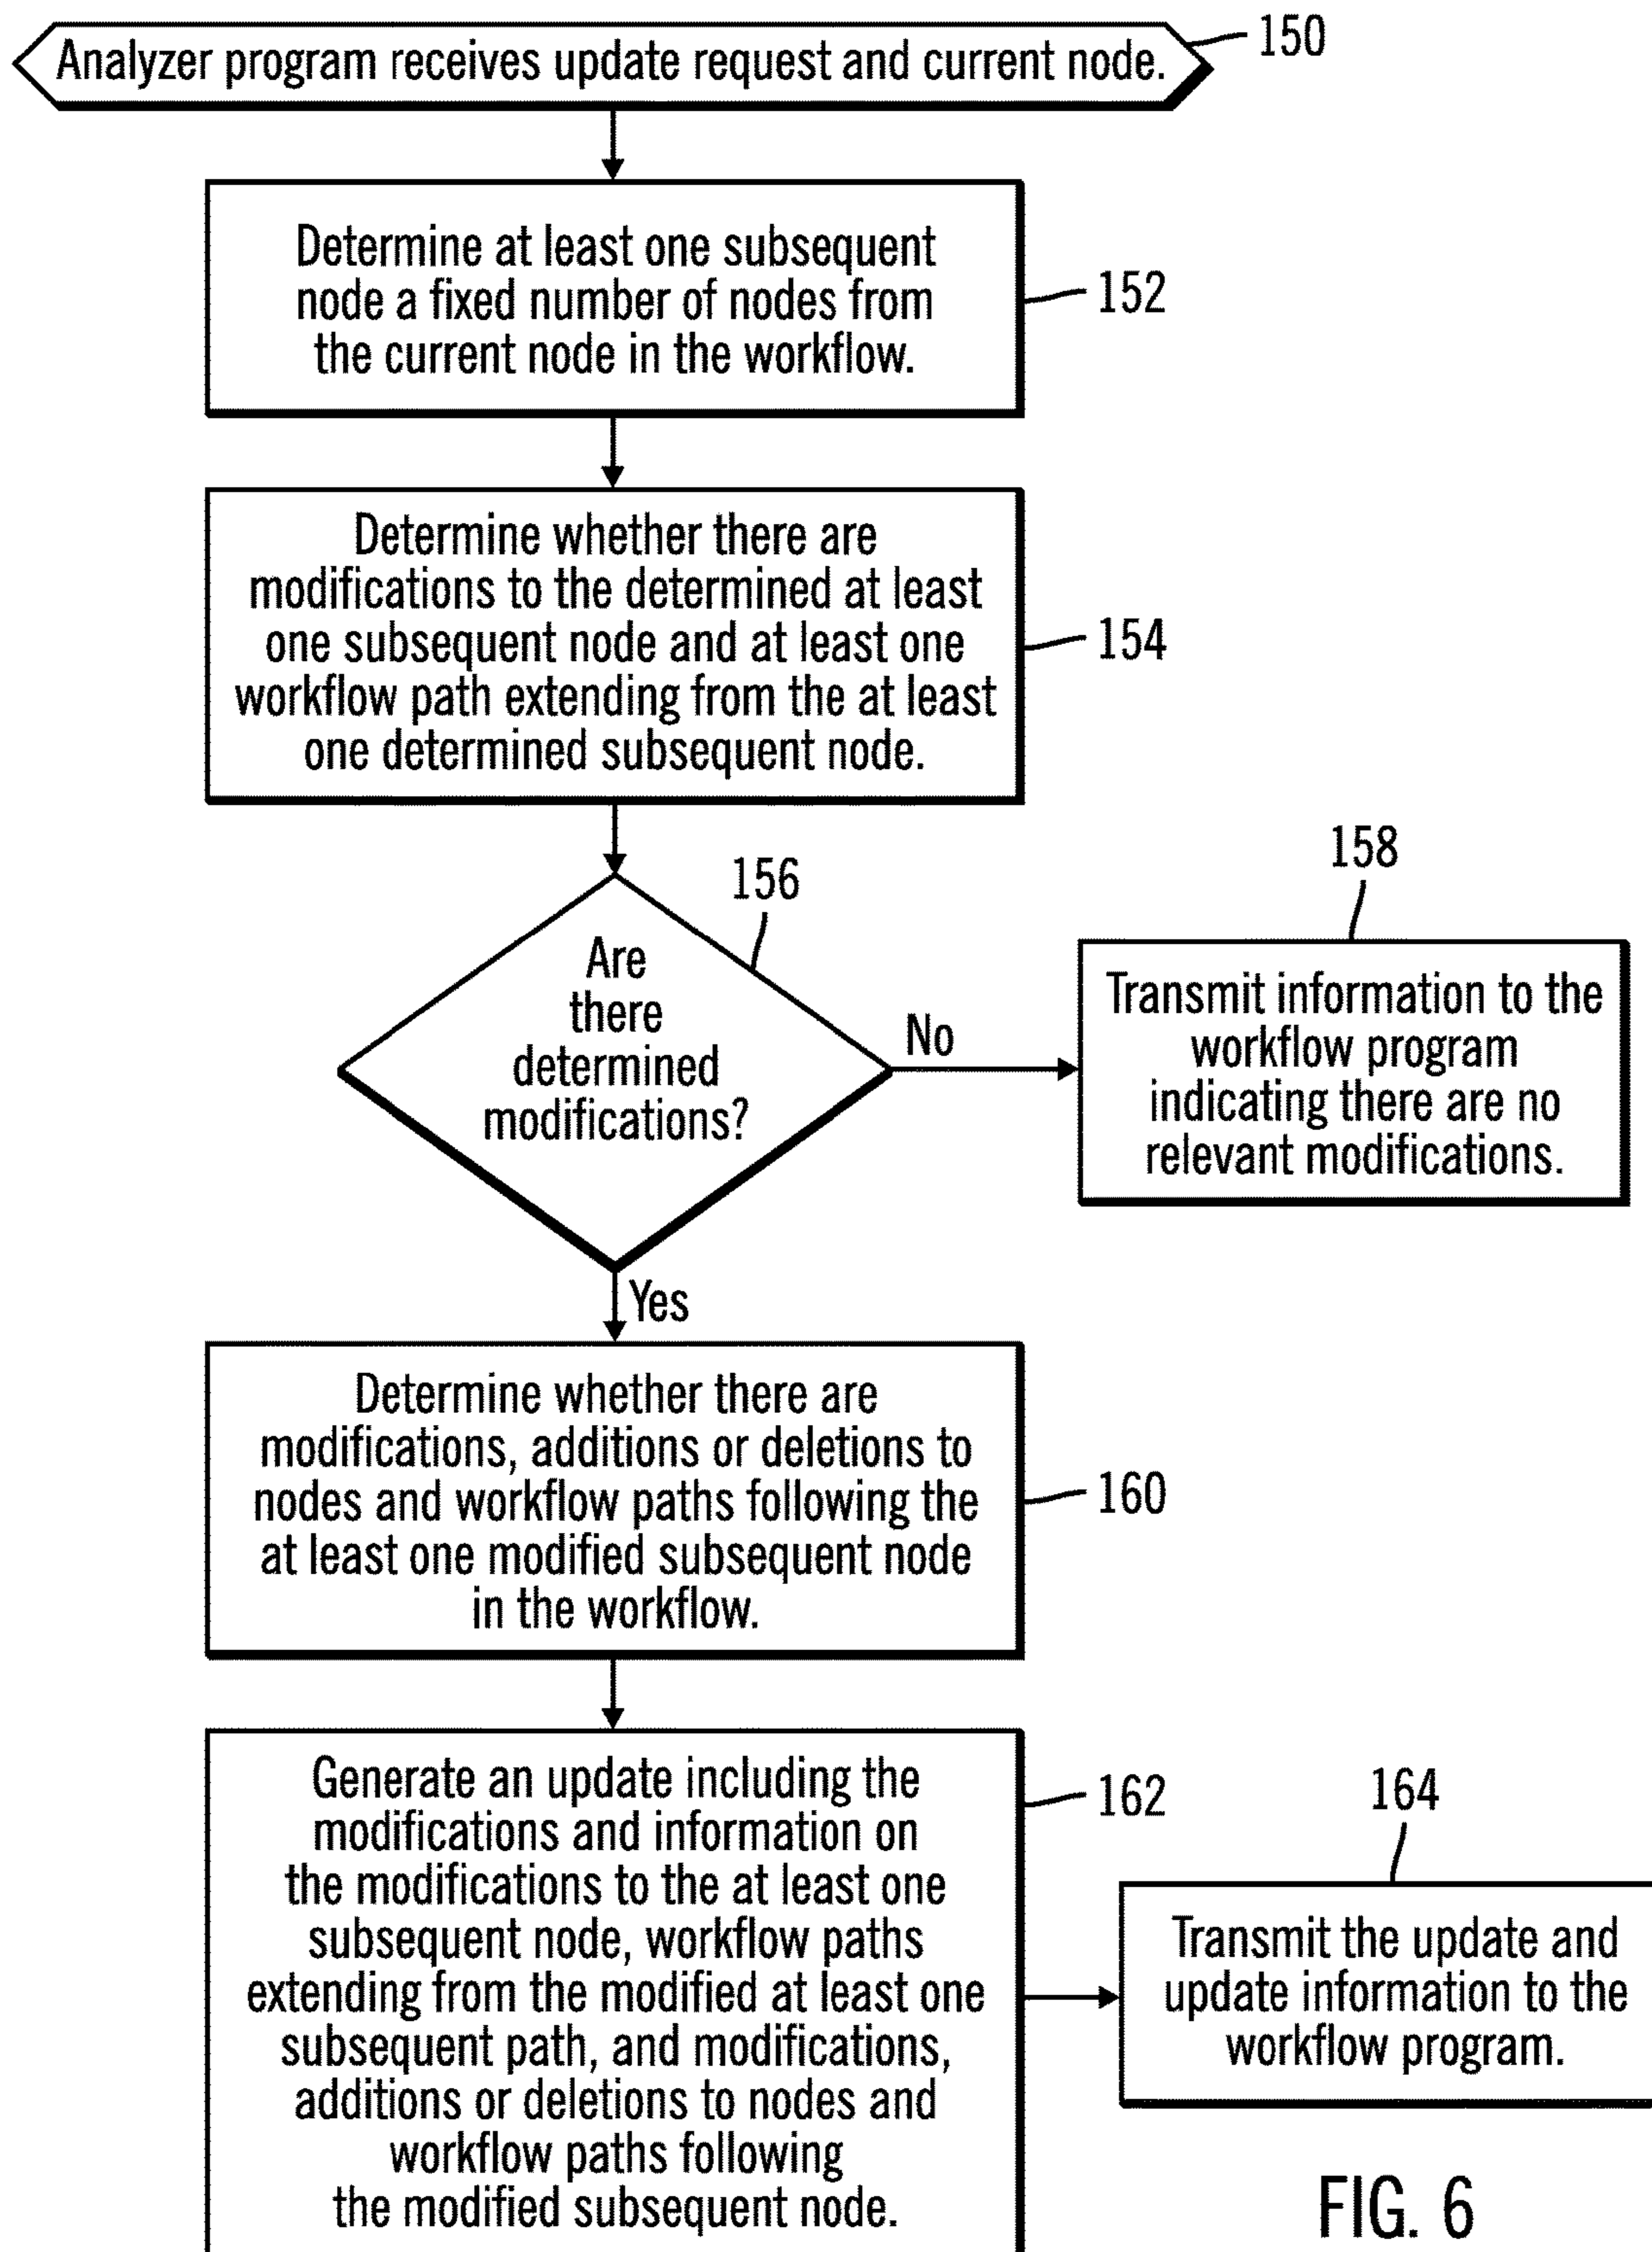 Analyzer program receives update request and current node.
150
Determine at least one subsequent
node a fixed number of nodes from
the current node in the workflow.
152
Determine whether there are
modifications to the determined at least
one subsequent node and at least one
workflow path extending from the at least
one determined subsequent node.
154
156
Are
there
determined
modifications?
No
158
Transmit information to the
workflow program
indicating there are no
relevant modifications.
Yes
Determine whether there are
modifications, additions or deletions to
nodes and workflow paths following the
at least one modified subsequent node
in the workflow.
160
Generate an update including the
modifications and information on
the modifications to the at least one
subsequent node, workflow paths
extending from the modified at least one
subsequent path, and modifications,
additions or deletions to nodes and
workflow paths following
the modified subsequent node.
162
164
Transmit the update and
update information to the
workflow program.
FIG. 6